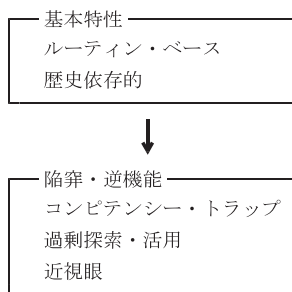 基本特性
ルーティン・ベース
歴史依存的
陥穽・逆機能
コンピテンシー・トラップ
過剰探索・活用
近視眼